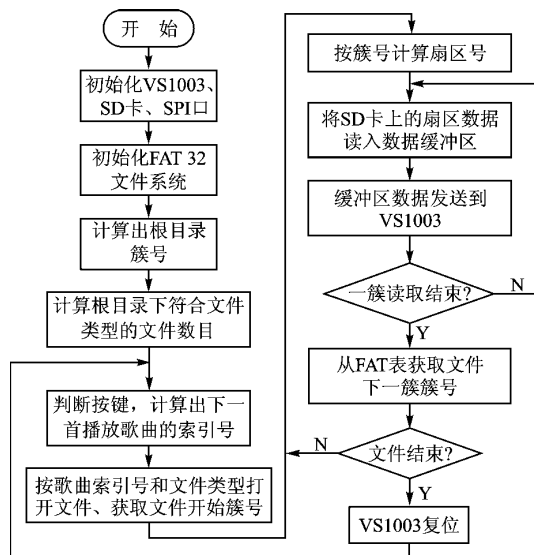 开 始
初始化VS1003、
SD卡、SPI口
初始化FAT 32
文件系统
计算出根目录
簇号
计算根目录下符合文件
类型的文件数目
判断按键，计算出下一
首播放歌曲的索引号
按歌曲索引号和文件类型打
开文件、获取文件开始簇号
按簇号计算扇区号
将SD卡上的扇区数据
读入数据缓冲区
缓冲区数据发送到
VS1003
一簇读取结束?
N
Y
从FAT表获取文件
下一簇簇号
N
文件结束?
Y
VS1003复位